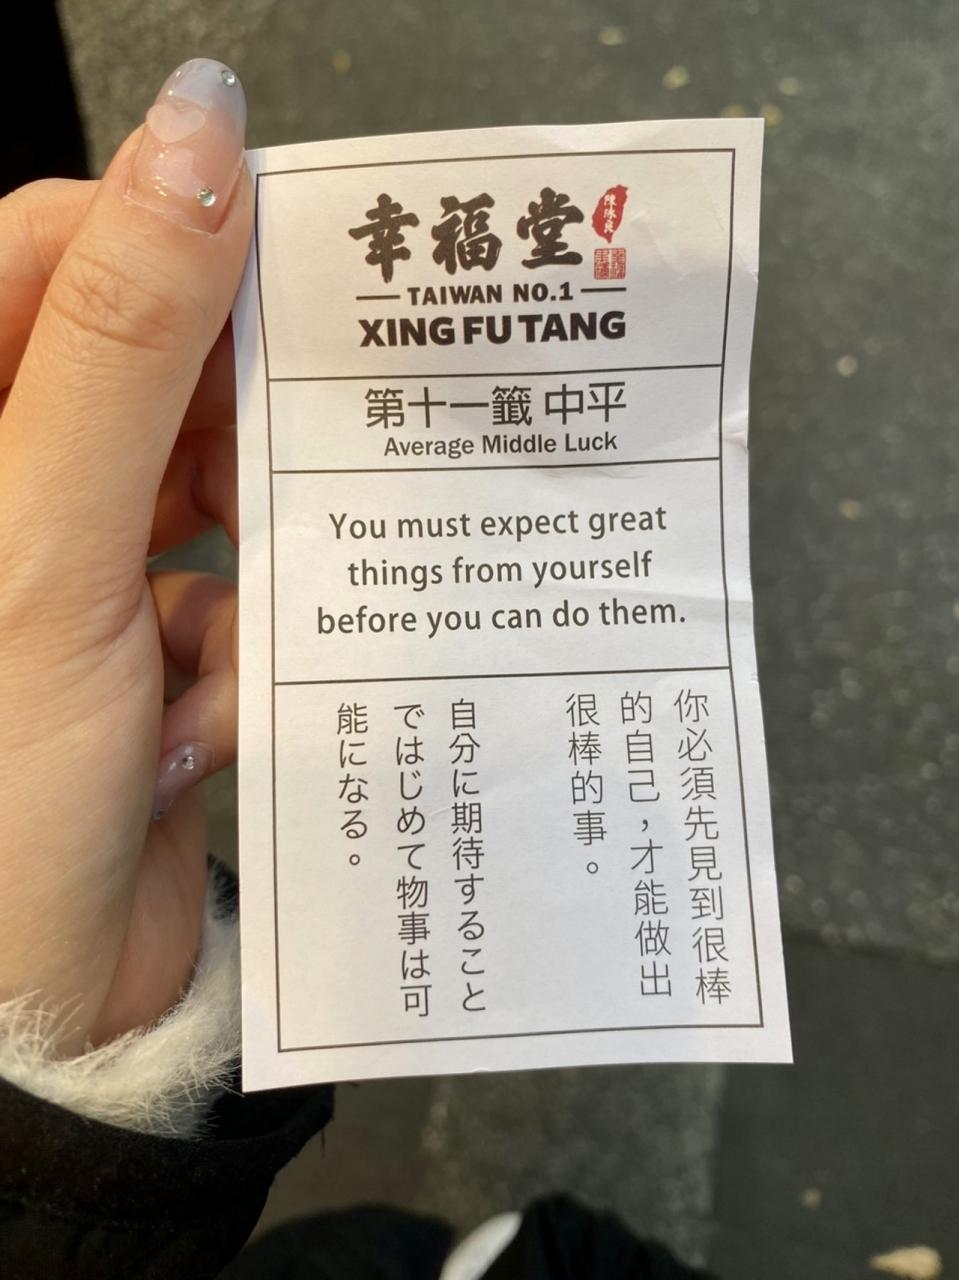 幸福堂
陳泳良
TAIWAN NO.1
XING FU TANG
第十一籤 中平
Average Middle Luck
You must expect great
things from yourself
before you can do them.
你必須先見到很棒
的自己，才能做出
很棒的事。
自分に期待すること
ではじめて物事は可
能になる。